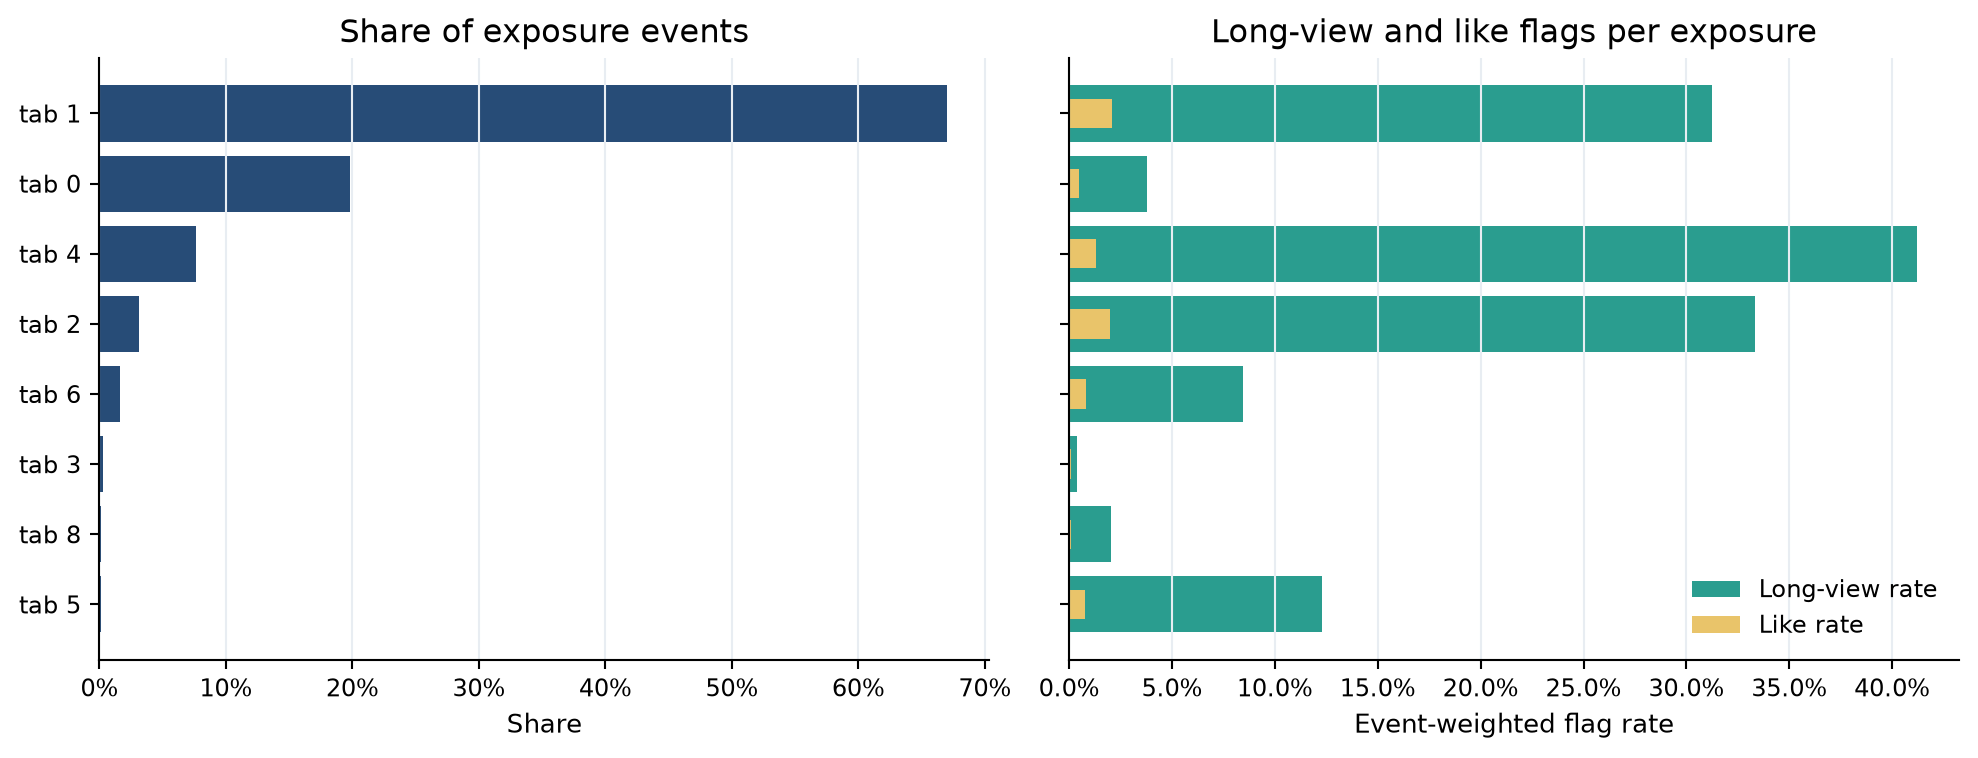 Share of exposure events
tab 1
tab 0
tab 4
tab 2
tab 6
tab 3
tab 8
tab 5
0% 10% 20% 30% 40% 50% 60% 70%
Share
Long-view and like flags per exposure
Long-view rate
Like rate
0.0% 5.0% 10.0% 15.0% 20.0% 25.0% 30.0% 35.0% 40.0%
Event-weighted flag rate